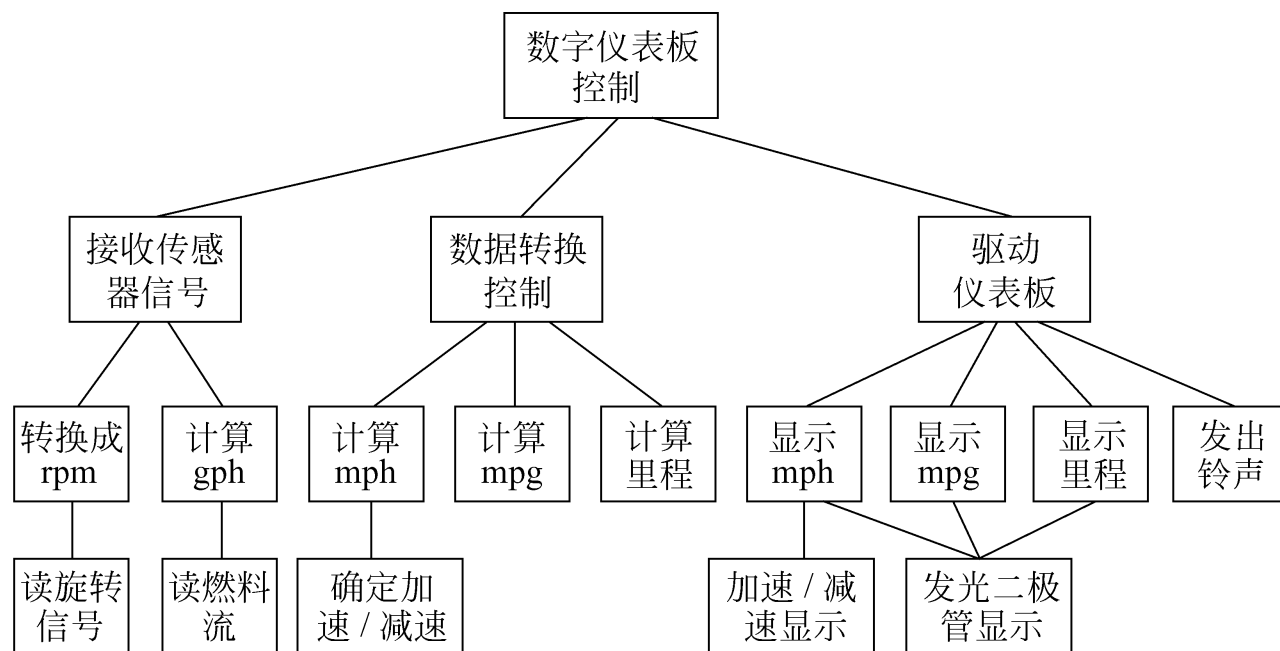 数字仪表板
控制
接收传感
器信号
数据转换
控制
驱动
仪表板
转换成
rpm
计算
gph
计算
mph
计算
mpg
计算
里程
显示
mph
显示
mpg
显示
里程
发出
铃声
读旋转
信号
读燃料
流
确定加
速 / 减速
加速 / 减
速显示
发光二极
管显示